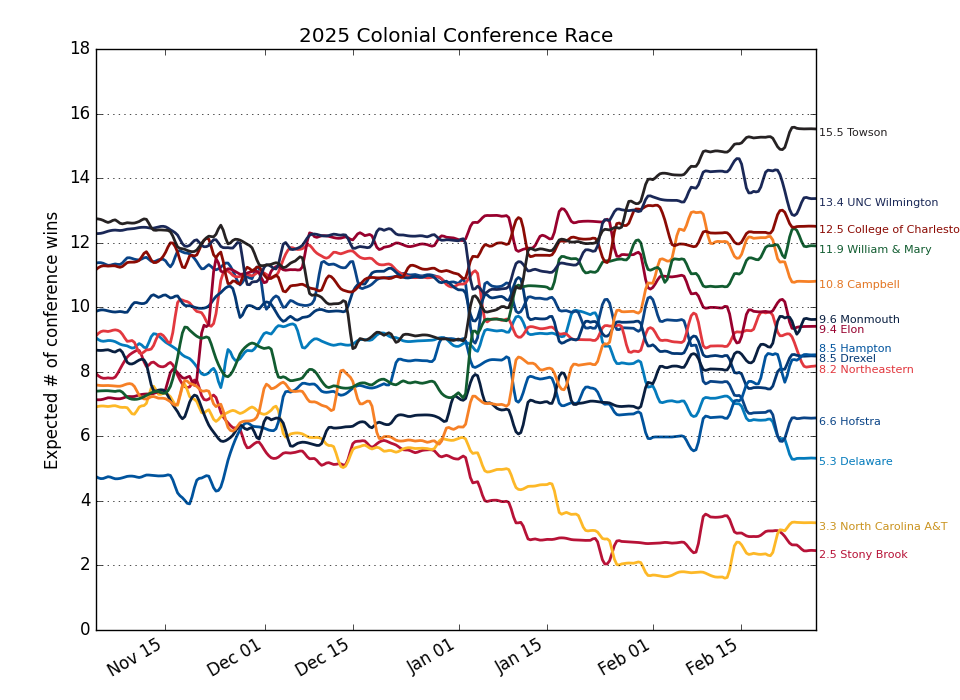 2025 Colonial Conference Race
Expected # of conference wins
18
16
14
12
10
8
6
4
2
0
Nov 15
Dec 01
Dec 15
Jan 01
Jan 15
Feb 01
Feb 15
15.5 Towson
13.4 UNC Wilmington
12.5 College of Charlesto
11.9 William & Mary
10.8 Campbell
9.6 Monmouth
9.4 Elon
8.5 Hampton
8.5 Drexel
8.2 Northeastern
6.6 Hofstra
5.3 Delaware
3.3 North Carolina A&T
2.5 Stony Brook